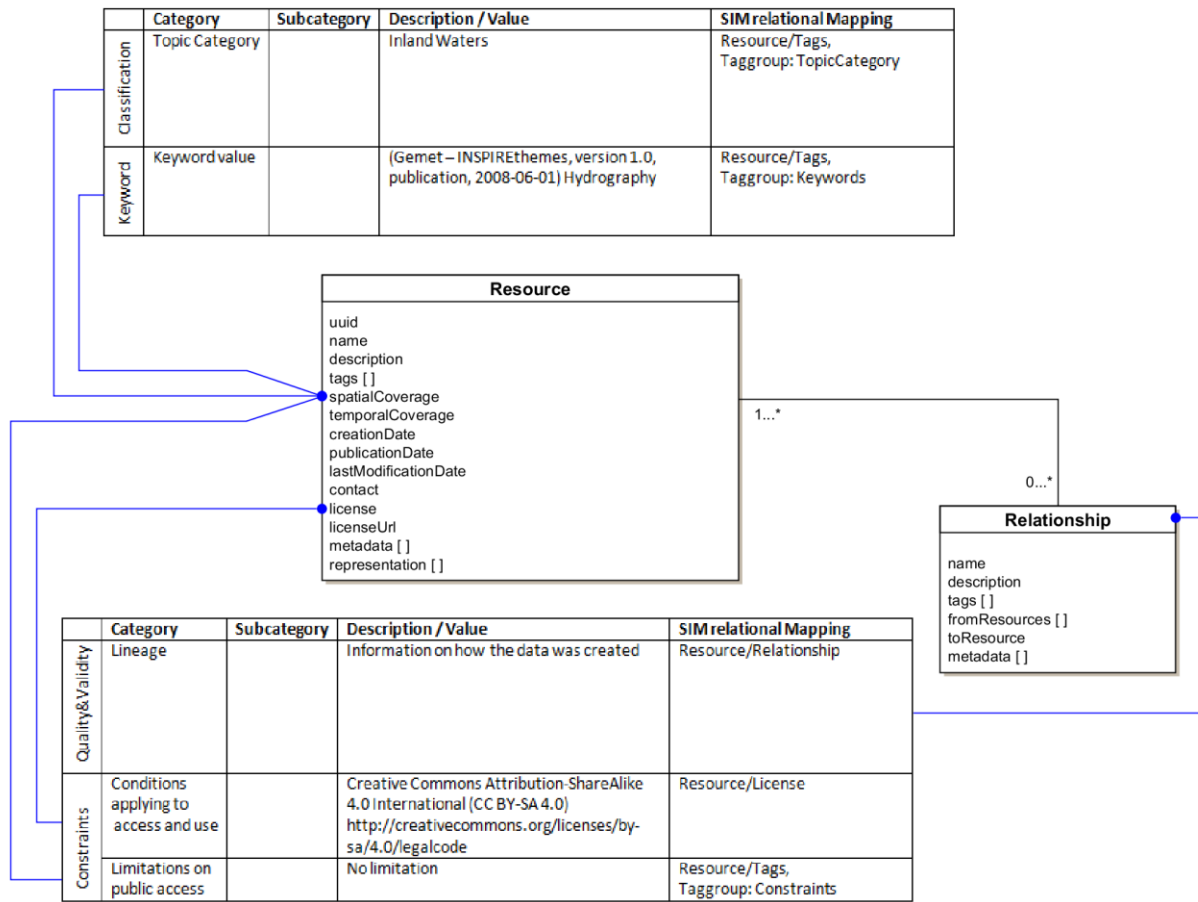 Category Subcategory Description / Value SIM relational Mapping
Classification
Topic Category Inland Waters Resource/Tags,
Taggroup: TopicCategory
Keyword
Keyword value (Gemet – INSPIREthemes, version 1.0, Resource/Tags,
publication, 2008-06-01) Hydrography Taggroup: Keywords
Resource
uuid
name
description
tags [ ]
spatialCoverage
temporalCoverage
creationDate
publicationDate
lastModificationDate
contact
license
licenseUrl
metadata [ ]
representation [ ]
1...*
0...*
Relationship
name
description
tags [ ]
fromResources [ ]
toResource
metadata [ ]
Category Subcategory Description / Value SIM relational Mapping
Quality&Validity
Lineage Information on how the data was created Resource/Relationship
Constraints
Conditions Creative Commons Attribution-ShareAlike Resource/License
applying to 4.0 International (CC BY-SA 4.0)
access and use http://creativecommons.org/licenses/by-
sa/4.0/legalcode
Limitations on No limitation Resource/Tags,
public access Taggroup: Constraints